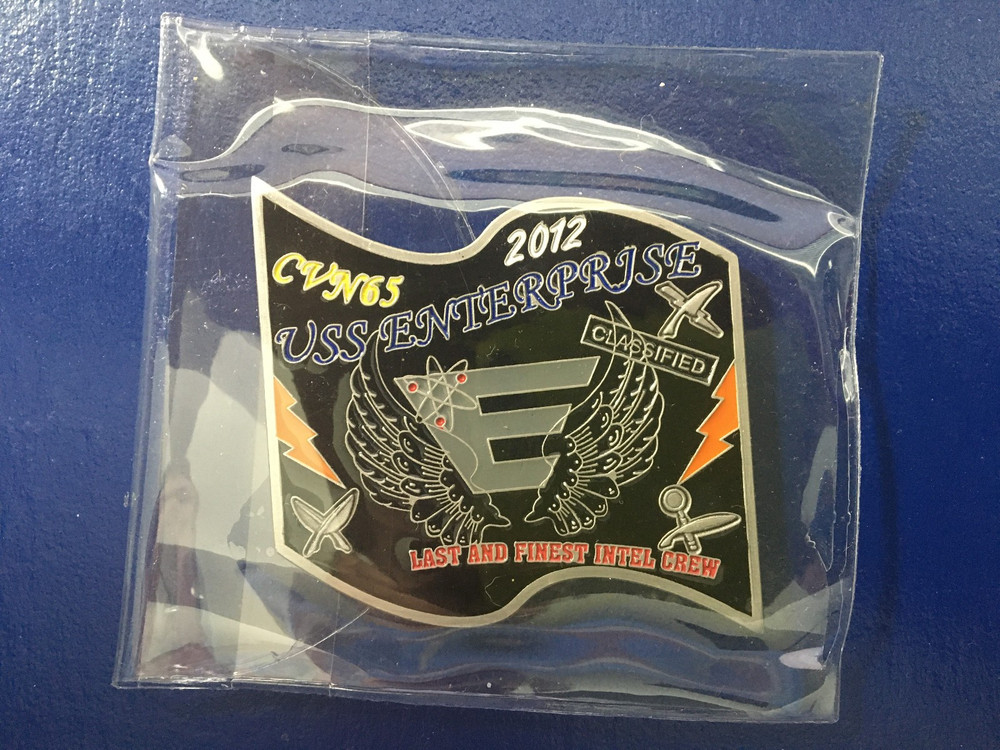 2012
CVN65
USS ENTERPRISE
CLASSIFIED
E
LAST AND FINEST INTEL CREW